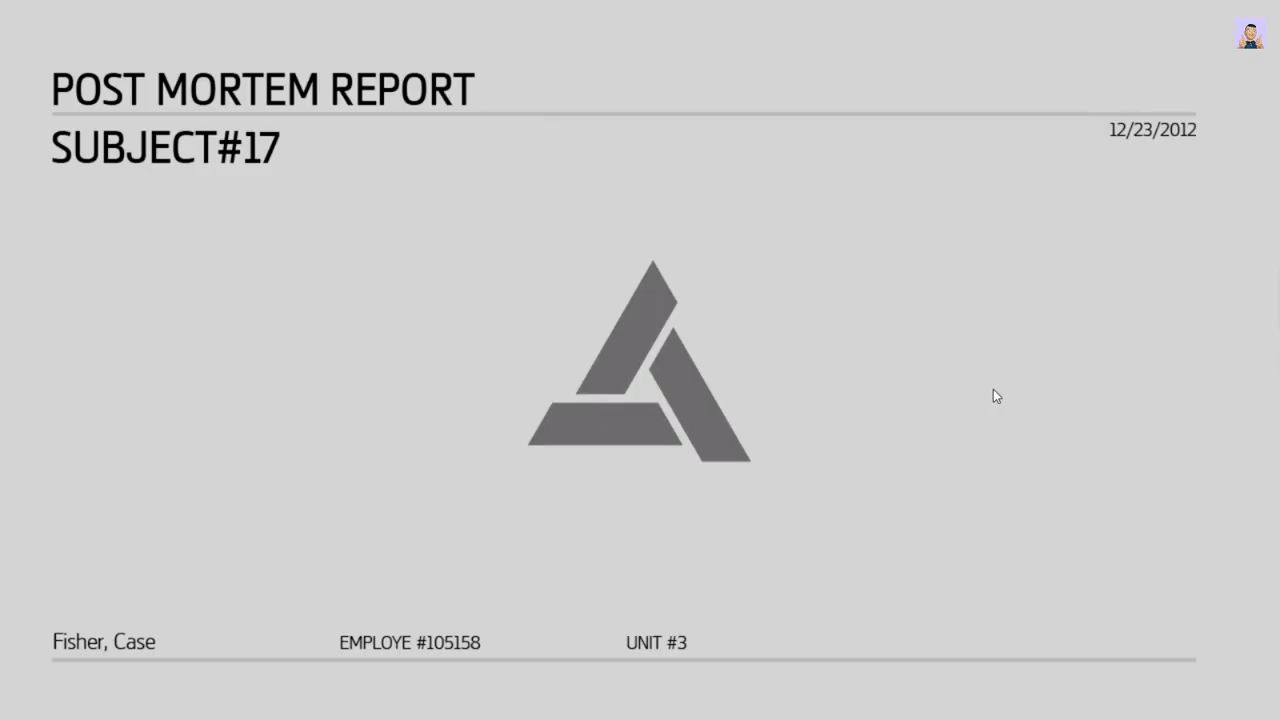 POST MORTEM REPORT
12/23/2012
SUBJECT#17
Fisher, Case
EMPLOYE #105158
UNIT #3